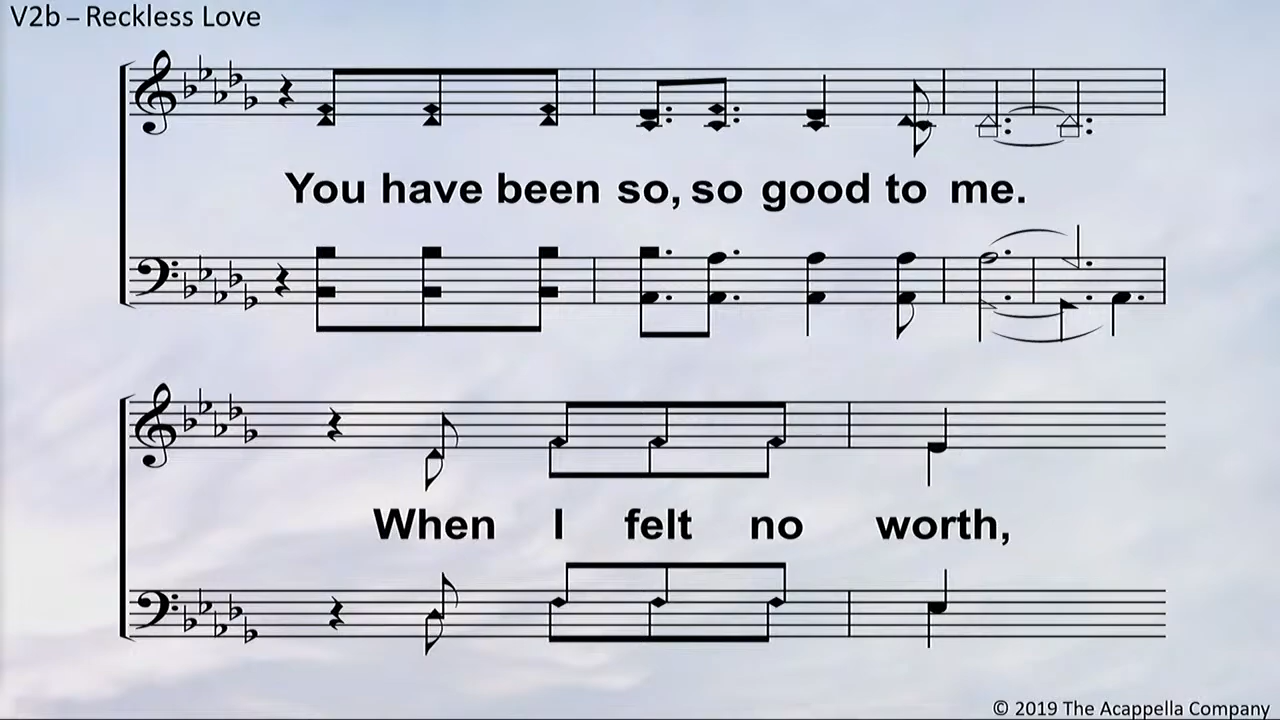 V2b – Reckless Love
You have been so, so good to me.
When I felt no worth,
© 2019 The Acappella Company